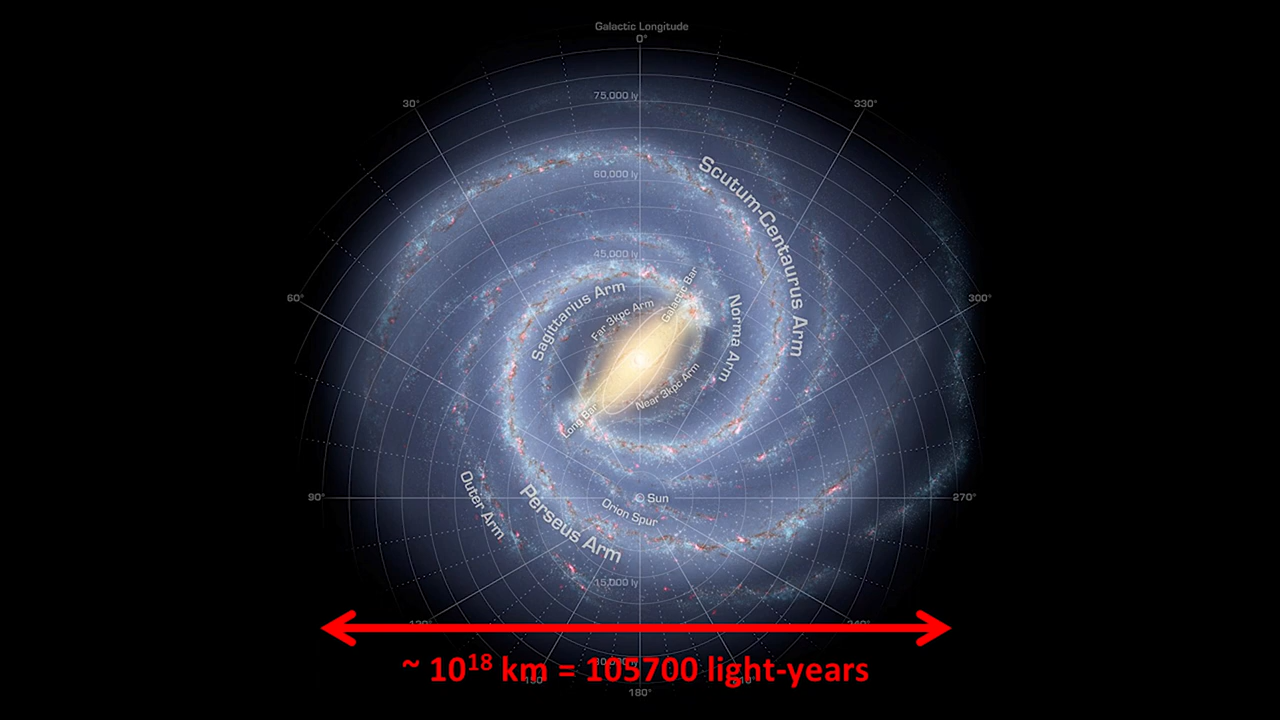 Galactic Longitude
0°
30°
330°
75,000 ly
60,000 ly
Scutum-Centaurus Arm
45,000 ly
Galactic Bar
Sagittarius Arm
Far 3kpc Arm
Norma Arm
60°
300°
Near 3kpc Arm
Long Bar
90°
Sun
270°
Outer Arm
Perseus Arm
Orion Spur
15,000 ly
~ 10¹⁸ km = 105700 light-years
180°